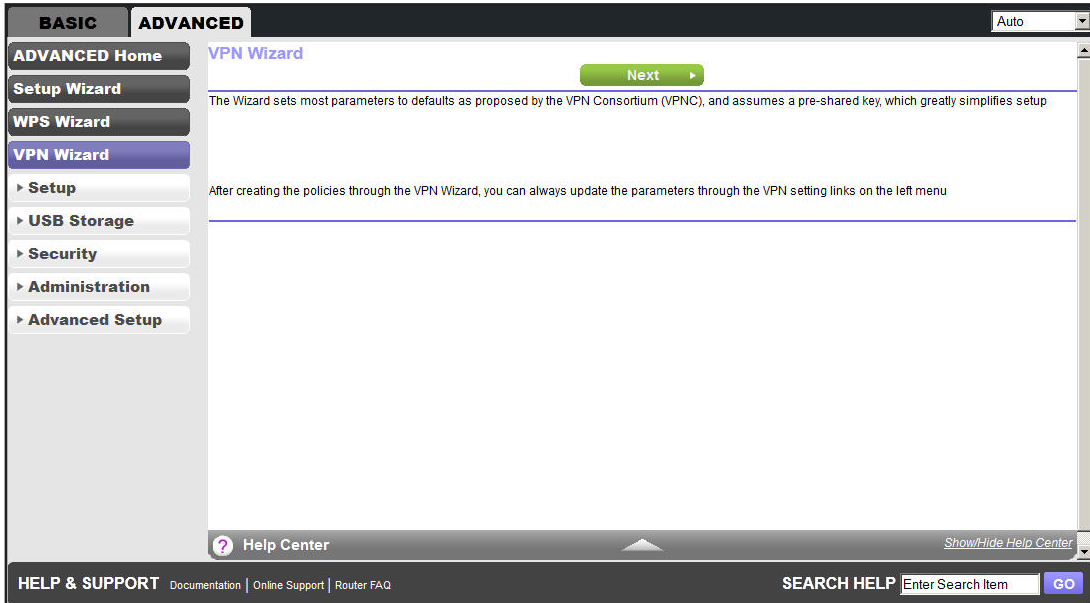 BASIC ADVANCED Auto
ADVANCED Home
Setup Wizard
WPS Wizard
VPN Wizard
Setup
USB Storage
Security
Administration
Advanced Setup
VPN Wizard
Next
The Wizard sets most parameters to defaults as proposed by the VPN Consortium (VPNC), and assumes a pre-shared key, which greatly simplifies setup
After creating the policies through the VPN Wizard, you can always update the parameters through the VPN setting links on the left menu
? Help Center Show/Hide Help Center
HELP & SUPPORT Documentation | Online Support | Router FAQ SEARCH HELP Enter Search Item GO